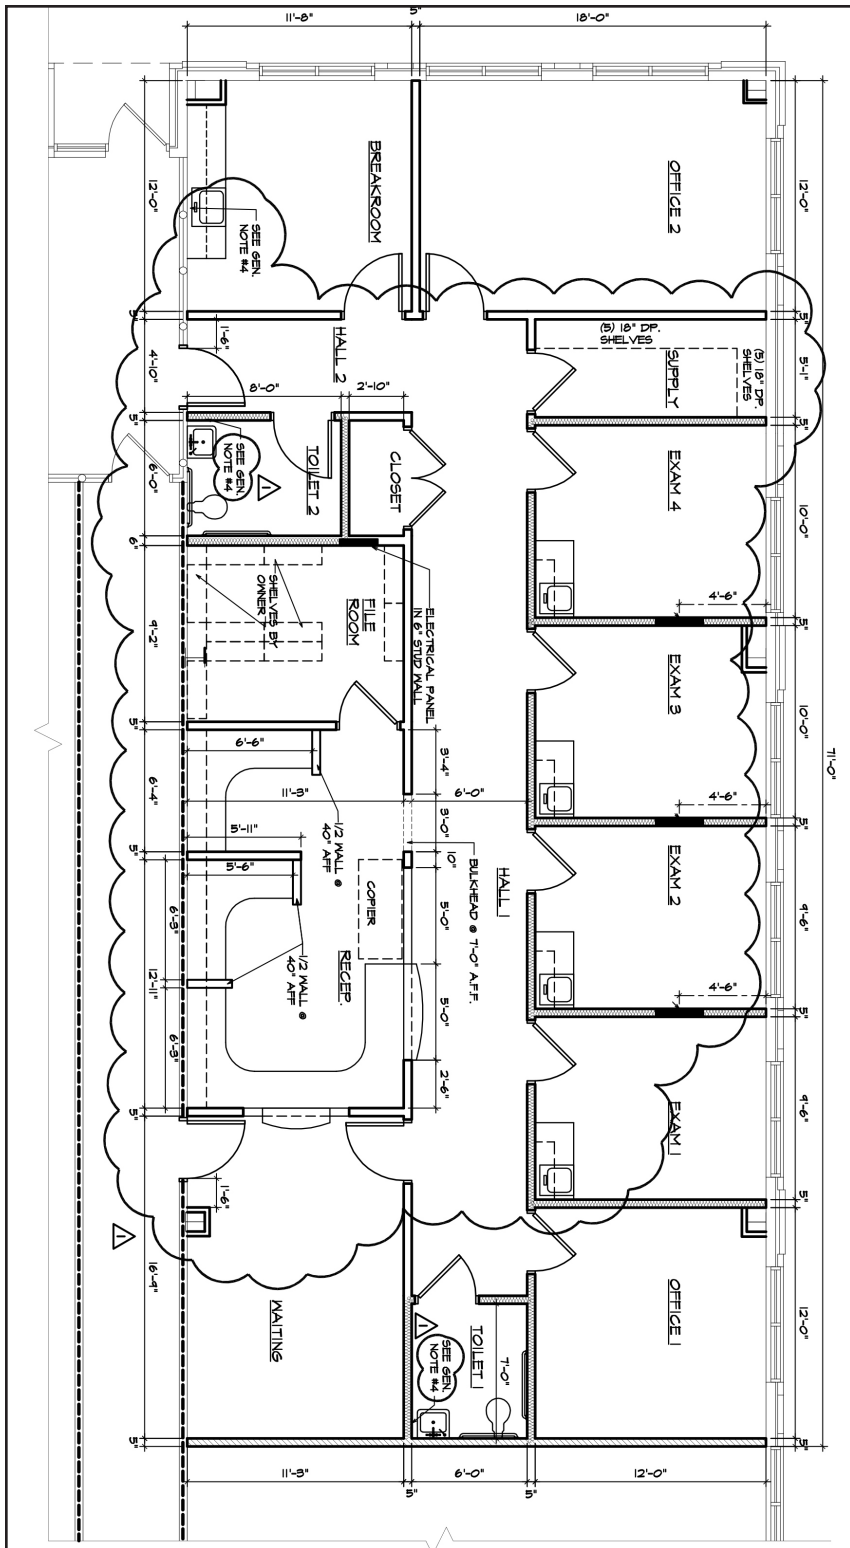 11'-8"
5"
18'-0"
12'-0"
5"
5'-1"
5"
10'-0"
5"
10'-0"
5"
9'-6"
5"
9'-6"
5"
12'-0"
5"
71'-0"
OFFICE 2
(5) 18" DP.
SHELVES
SUPPLY
(5) 18" DP.
SHELVES
EXAM 4
4'-6"
EXAM 3
4'-6"
EXAM 2
4'-6"
EXAM 1
OFFICE 1
BREAKROOM
SEE GEN.
NOTE #4
HALL 2
1'-6"
8'-0"
2'-10"
CLOSET
TOILET 2
SEE GEN.
NOTE #4
1
FILE
ROOM
SHELVES BY
OWNER
ELECTRICAL PANEL
IN 6" STUD WALL
3'-4"
3'-0"
10"
5'-0"
5'-0"
2'-6"
6'-6"
11'-3"
6'-0"
1/2 WALL @
40" AFF
5'-11"
5'-6"
COPIER
BULKHEAD @ 7'-0" A.F.F.
HALL 1
RECEP.
1/2 WALL @
40" AFF
6'-3"
6'-3"
1'-6"
WAITING
TOILET 1
7'-0"
SEE GEN.
NOTE #4
1
12'-0"
5"
4'-10"
5"
6'-0"
6"
9'-2"
5"
6'-4"
5"
12'-11"
5"
16'-9"
5"
1
11'-3"
5"
6'-0"
5"
12'-0"